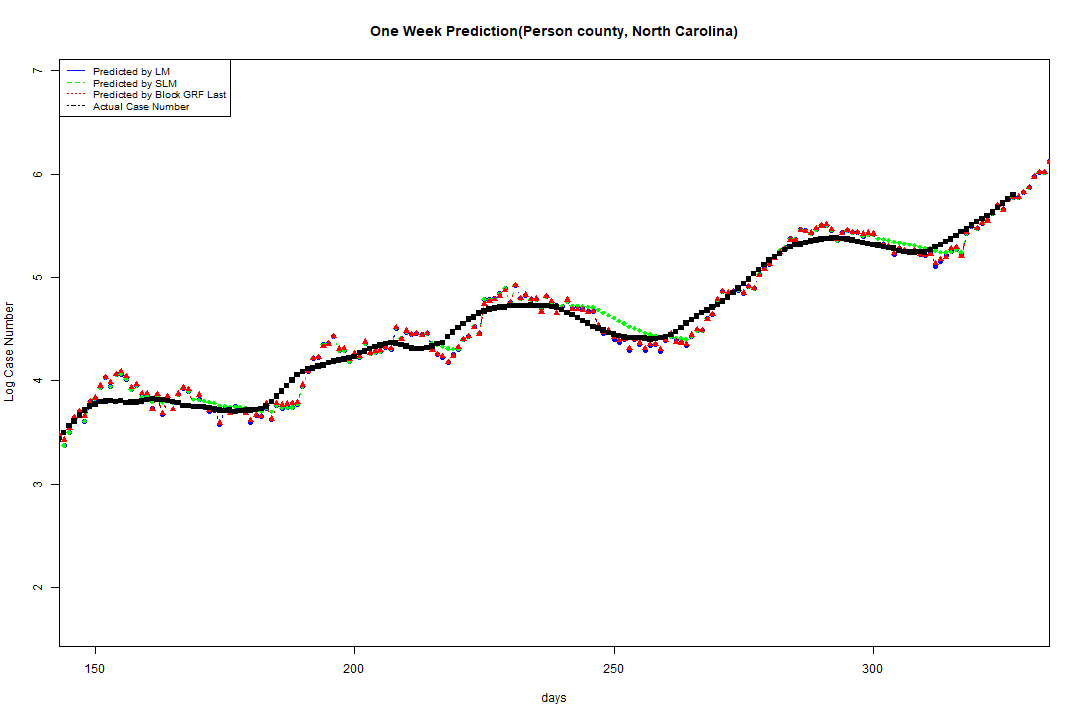 One Week Prediction(Person county, North Carolina)
Predicted by LM
Predicted by SLM
Predicted by Block GRF Last
Actual Case Number
7
6
5
4
3
2
Log Case Number
150 200 250 300
days